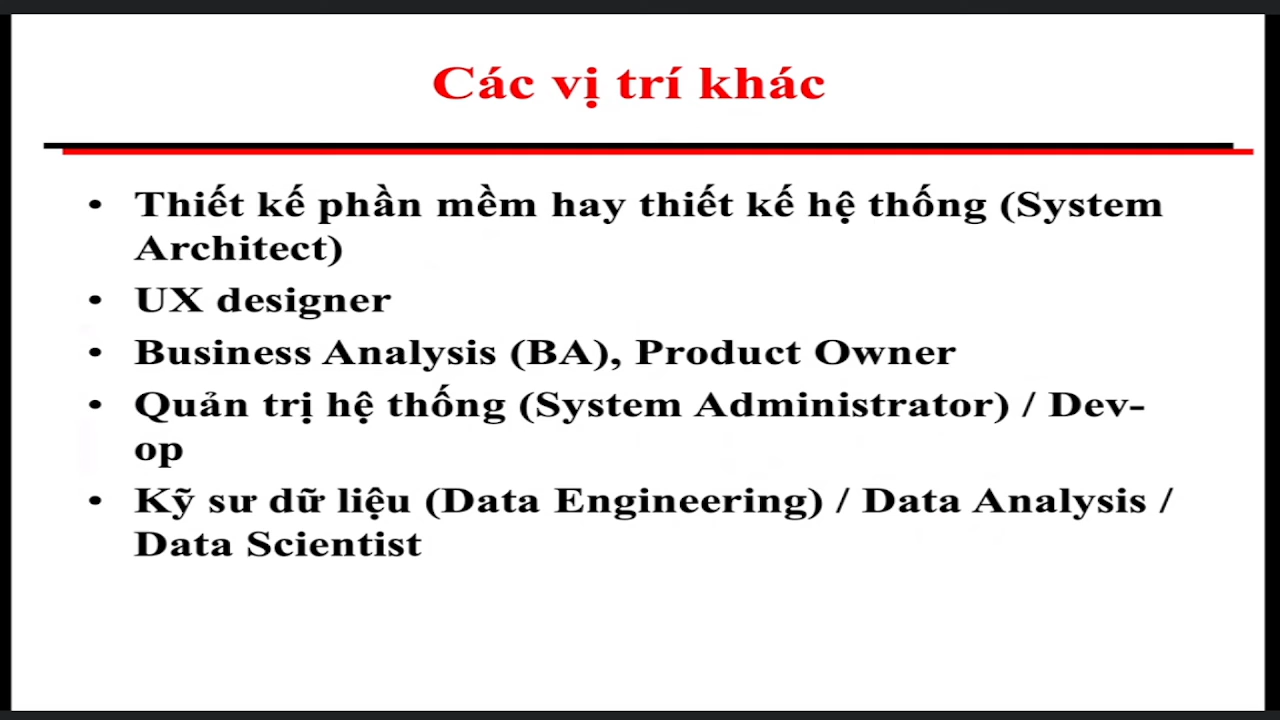 Các vị trí khác
• Thiết kế phần mềm hay thiết kế hệ thống (System
Architect)
• UX designer
• Business Analysis (BA), Product Owner
• Quản trị hệ thống (System Administrator) / Dev-
op
• Kỹ sư dữ liệu (Data Engineering) / Data Analysis /
Data Scientist